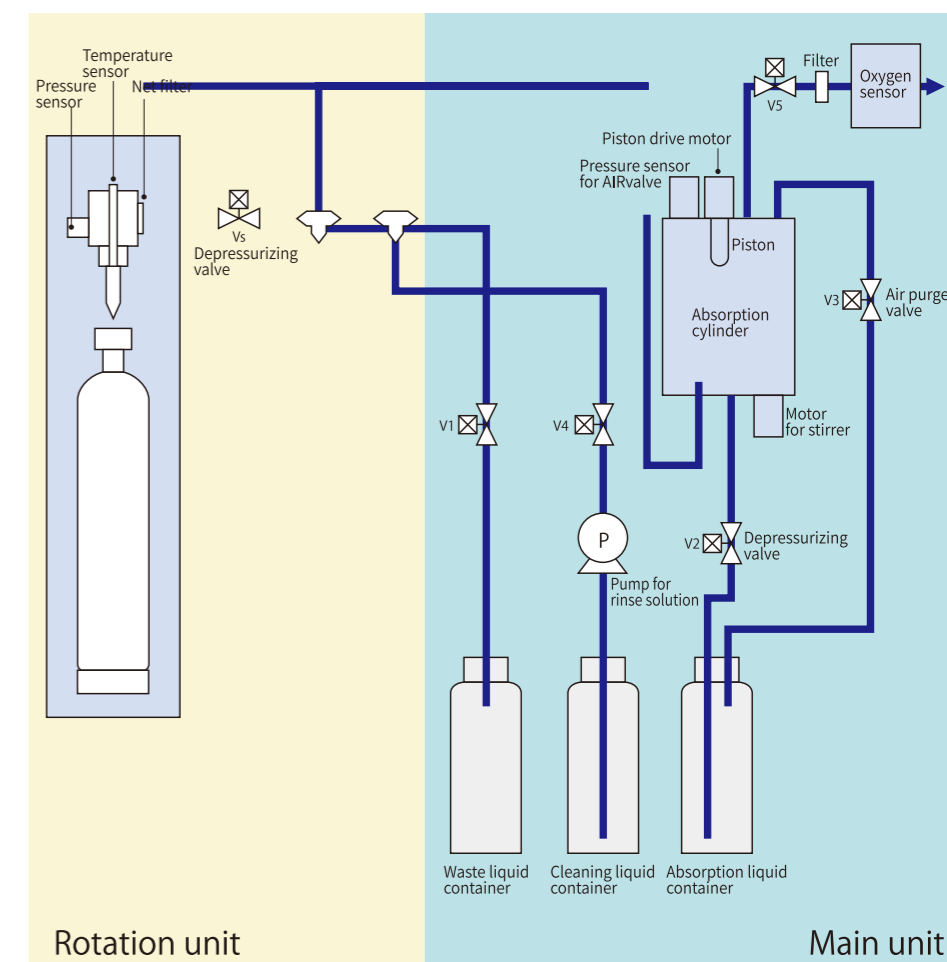 Temperature
sensor
Pressure
sensor
Net filter
Vs
Depressurizing
valve
Filter
V5
Oxygen
sensor
Piston drive motor
Pressure sensor
for AIRvalve
Piston
Absorption
cylinder
V3
Air purge
valve
Motor
for stirrer
V1
V4
P
Pump for
rinse solution
V2
Depressurizing
valve
Waste liquid
container
Cleaning liquid
container
Absorption liquid
container
Rotation unit
Main unit